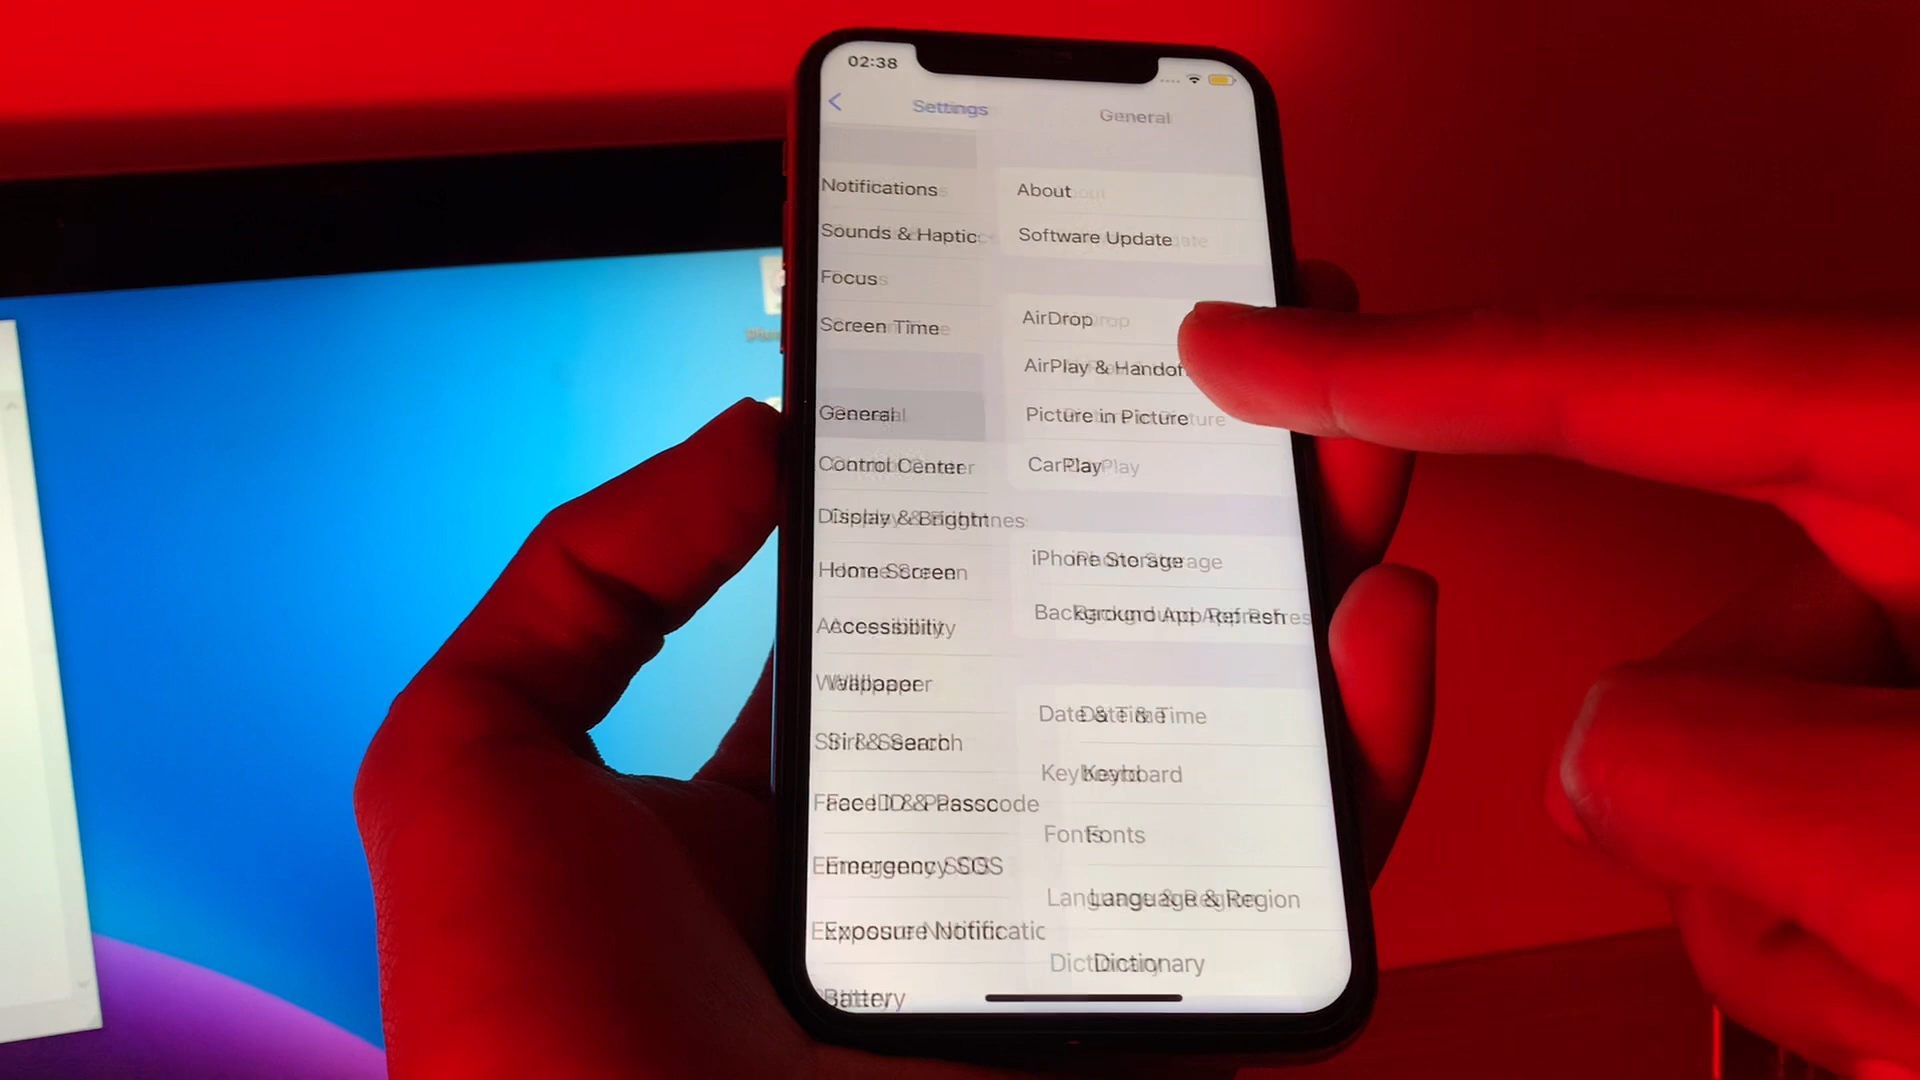 02:38
Settings
General
Notifications
Sounds & Haptic
Focus
Screen Time
General
Control Center
Display & Brightnes
Home Screen
Accessibility
Wallpaper
Siri & Search
Face ID & Passcode
Emergency SOS
Exposure Notificatio
Battery
About
Software Update
AirDrop
AirPlay & Handof
Picture in Picture
CarPlay
iPhone Storage
Background App Refres
Date & Time
Keyboard
Fonts
Language & Region
Dictionary